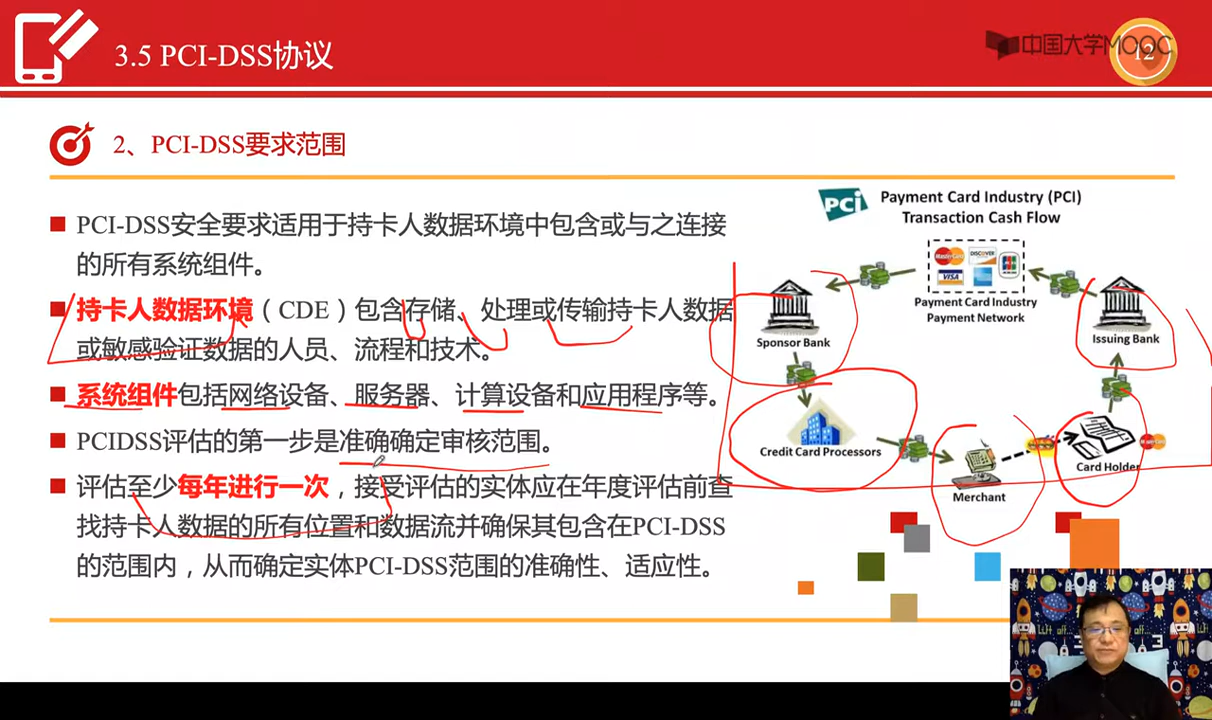 3.5 PCI-DSS协议
中国大学MOOC
12
2、PCI-DSS要求范围
PCI-DSS安全要求适用于持卡人数据环境中包含或与之连接
的所有系统组件。
持卡人数据环境（CDE）包含存储、处理或传输持卡人数据
或敏感验证数据的人员、流程和技术。
系统组件包括网络设备、服务器、计算设备和应用程序等。
PCIDSS评估的第一步是准确确定审核范围。
评估至少每年进行一次，接受评估的实体应在年度评估前查
找持卡人数据的所有位置和数据流并确保其包含在PCI-DSS
的范围内，从而确定实体PCI-DSS范围的准确性、适应性。
PCi
Payment Card Industry (PCI)
Transaction Cash Flow
MasterCard
DISCOVER
JCB
VISA
Payment Card Industry
Payment Network
Sponsor Bank
Issuing Bank
Credit Card Processors
Merchant
Card Holder